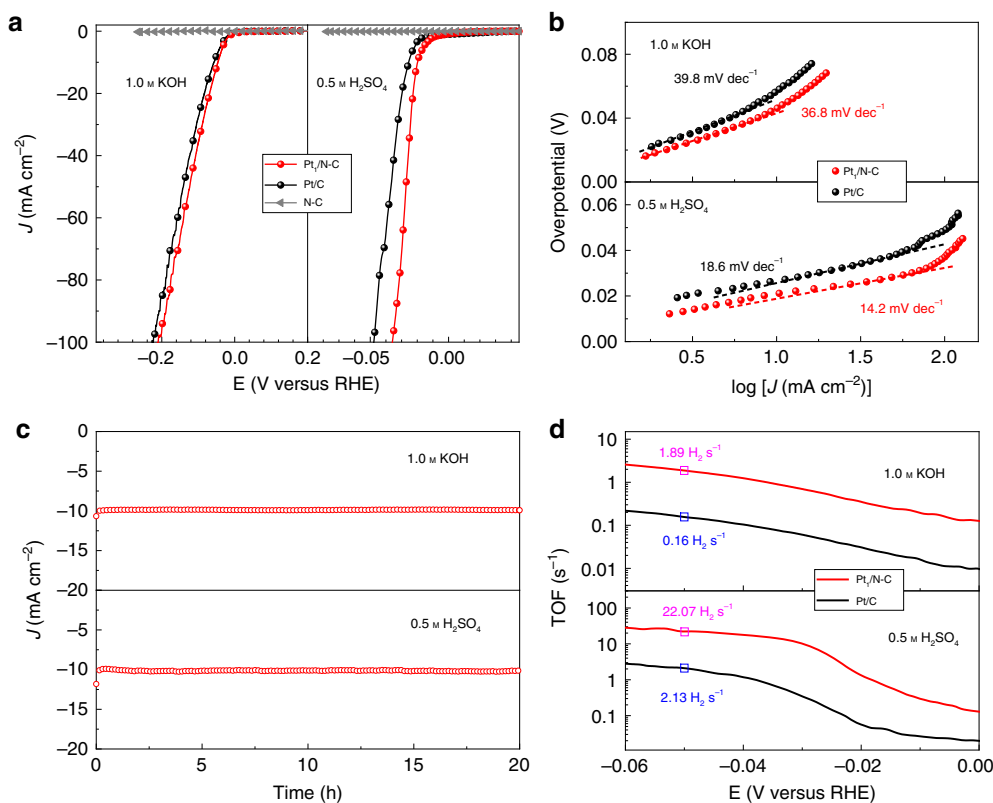 a
0
−20
−40
−60
−80
−100
J (mA cm⁻²)
1.0 M KOH
0.5 M H₂SO₄
Pt₁/N-C
Pt/C
N-C
−0.2
0.0
0.2
−0.05
0.00
E (V versus RHE)
b
0.08
0.04
0.00
0.06
0.04
0.02
0.00
Overpotential (V)
1.0 M KOH
39.8 mV dec⁻¹
36.8 mV dec⁻¹
Pt₁/N-C
Pt/C
0.5 M H₂SO₄
18.6 mV dec⁻¹
14.2 mV dec⁻¹
0.5
1.0
1.5
2.0
log [J (mA cm⁻²)]
c
0
−5
−10
−15
−20
−5
−10
−15
−20
J (mA cm⁻²)
1.0 M KOH
0.5 M H₂SO₄
0
5
10
15
20
Time (h)
d
10
1
0.1
0.01
100
10
1
0.1
TOF (s⁻¹)
1.89 H₂ s⁻¹
1.0 M KOH
0.16 H₂ s⁻¹
Pt₁/N-C
Pt/C
22.07 H₂ s⁻¹
0.5 M H₂SO₄
2.13 H₂ s⁻¹
−0.06
−0.04
−0.02
0.00
E (V versus RHE)